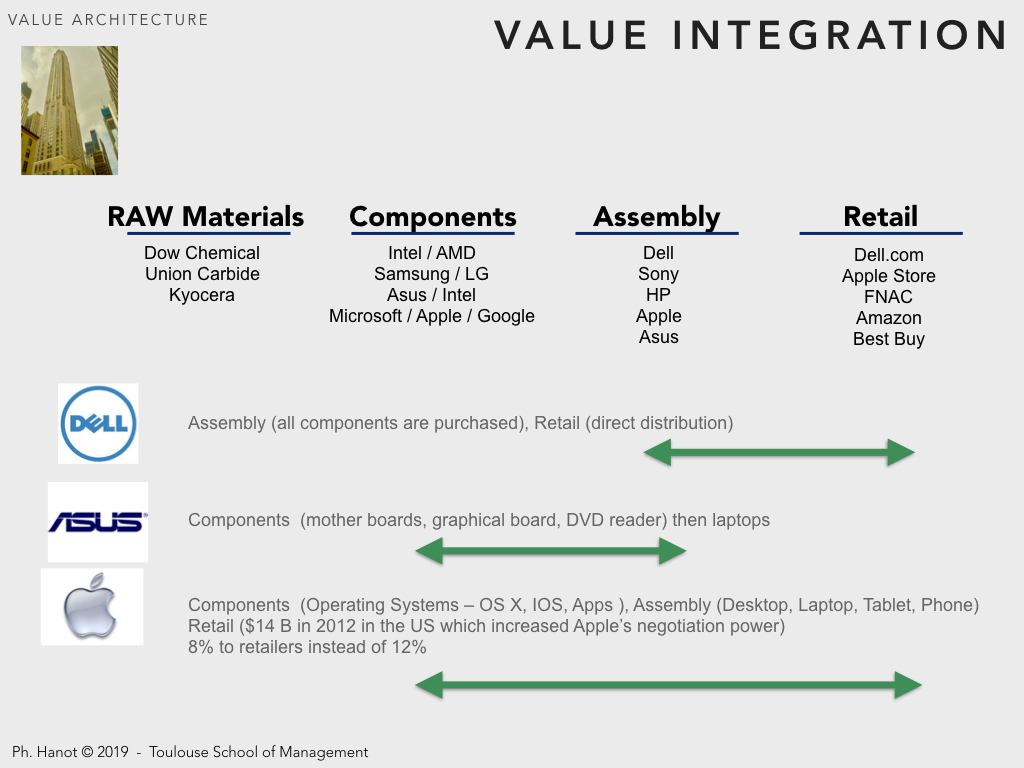 VALUE ARCHITECTURE
VALUE INTEGRATION
RAW Materials
Dow Chemical
Union Carbide
Kyocera
Components
Intel / AMD
Samsung / LG
Asus / Intel
Microsoft / Apple / Google
Assembly
Dell
Sony
HP
Apple
Asus
Retail
Dell.com
Apple Store
FNAC
Amazon
Best Buy
DELL
Assembly (all components are purchased), Retail (direct distribution)
ASUS
Components (mother boards, graphical board, DVD reader) then laptops
Components (Operating Systems – OS X, IOS, Apps ), Assembly (Desktop, Laptop, Tablet, Phone)
Retail ($14 B in 2012 in the US which increased Apple's negotiation power)
8% to retailers instead of 12%
Ph. Hanot © 2019 - Toulouse School of Management